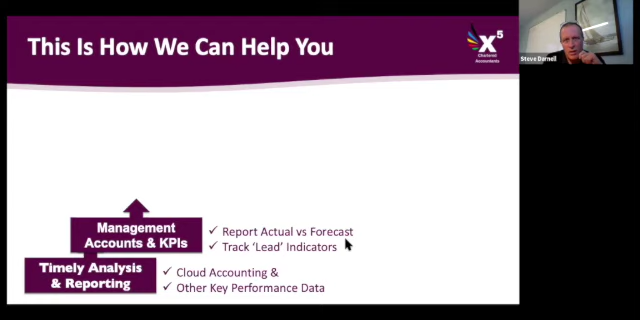 This Is How We Can Help You
x5
Chartered
Accountants
Steve Darnell
Management
Accounts & KPIs
✓ Report Actual vs Forecast
✓ Track ‘Lead’ Indicators
Timely Analysis
& Reporting
✓ Cloud Accounting &
✓ Other Key Performance Data